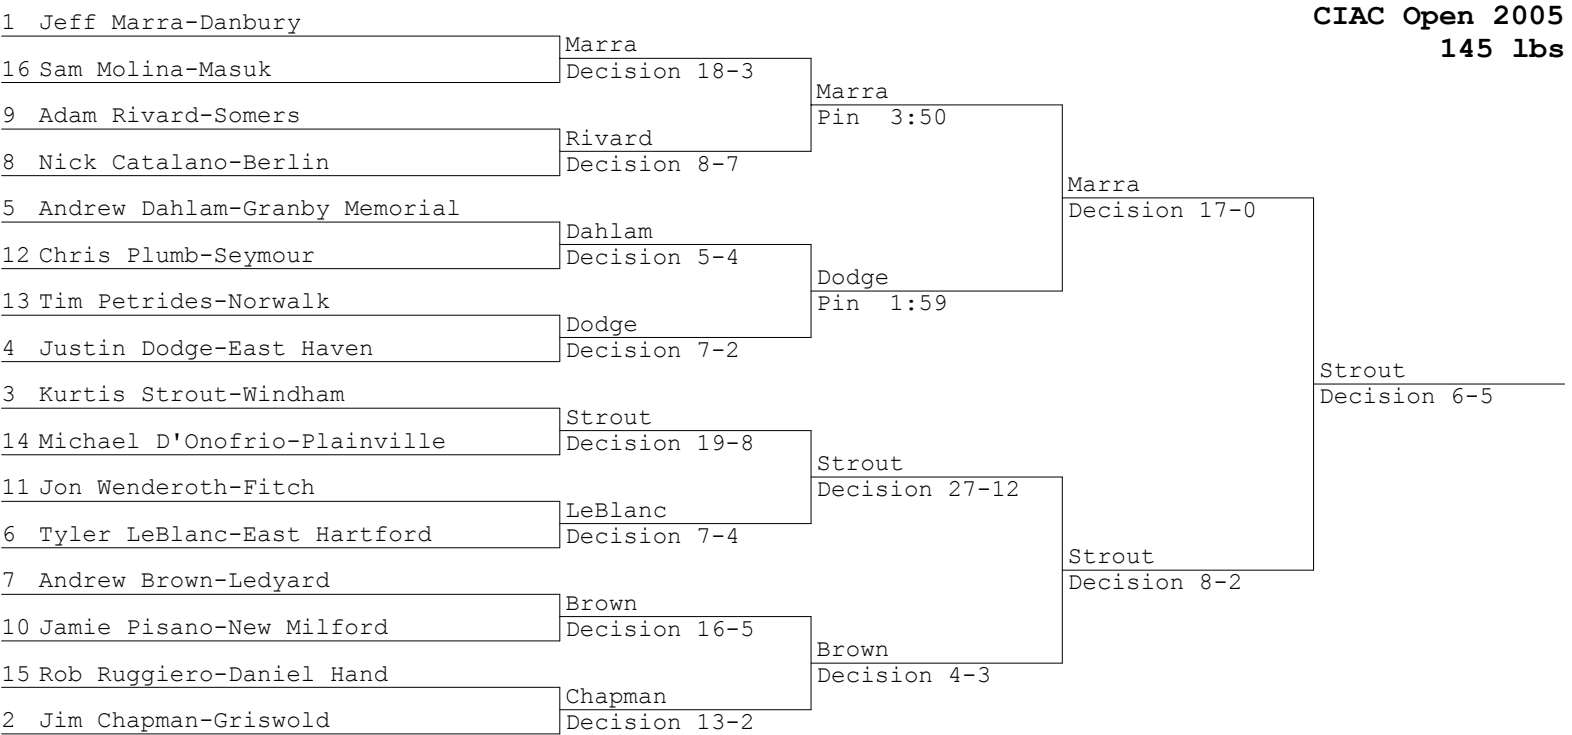 CIAC Open 2005
145 lbs
1 Jeff Marra-Danbury
16 Sam Molina-Masuk
9 Adam Rivard-Somers
8 Nick Catalano-Berlin
5 Andrew Dahlam-Granby Memorial
12 Chris Plumb-Seymour
13 Tim Petrides-Norwalk
4 Justin Dodge-East Haven
3 Kurtis Strout-Windham
14 Michael D'Onofrio-Plainville
11 Jon Wenderoth-Fitch
6 Tyler LeBlanc-East Hartford
7 Andrew Brown-Ledyard
10 Jamie Pisano-New Milford
15 Rob Ruggiero-Daniel Hand
2 Jim Chapman-Griswold
Marra
Decision 18-3
Rivard
Decision 8-7
Dahlam
Decision 5-4
Dodge
Decision 7-2
Strout
Decision 19-8
LeBlanc
Decision 7-4
Brown
Decision 16-5
Chapman
Decision 13-2
Marra
Pin 3:50
Dodge
Pin 1:59
Strout
Decision 27-12
Brown
Decision 4-3
Marra
Decision 17-0
Strout
Decision 8-2
Strout
Decision 6-5